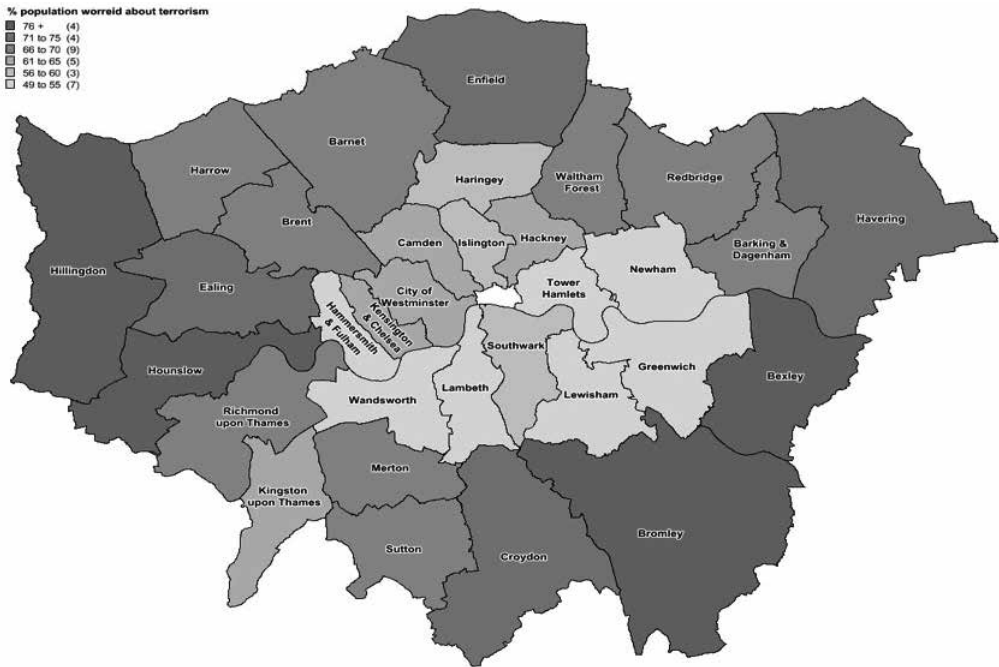 % population worreid about terrorism
76 + (4)
71 to 75 (4)
66 to 70 (9)
61 to 65 (5)
56 to 60 (3)
49 to 55 (7)
Enfield
Barnet
Harrow
Haringey
Waltham
Forest
Redbridge
Havering
Brent
Camden
Islington
Hackney
Barking &
Dagenham
Hillingdon
Ealing
City of
Westminster
Tower
Hamlets
Newham
Kensington
& Chelsea
Hammersmith
& Fulham
Hounslow
Southwark
Greenwich
Bexley
Wandsworth
Lambeth
Lewisham
Richmond
upon Thames
Merton
Kingston
upon Thames
Sutton
Croydon
Bromley